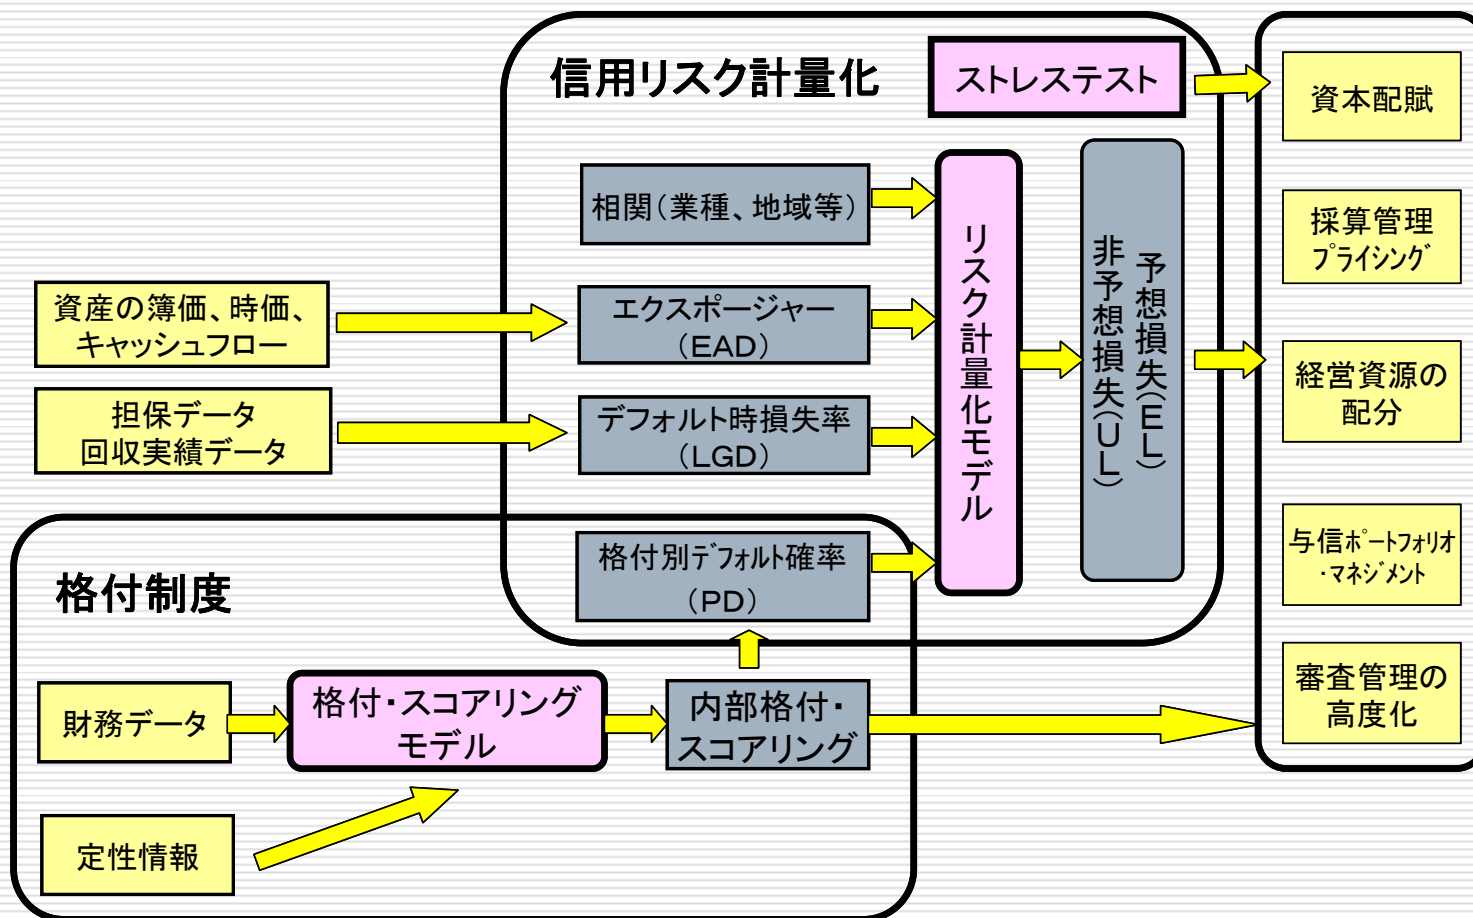 信用リスク計量化
ストレステスト
相関（業種、地域等）
エクスポージャー
（EAD）
デフォルト時損失率
（LGD）
格付別ﾃﾞﾌｫﾙﾄ確率
（PD）
リスク計量化モデル
予想損失（ＥＬ）
非予想損失（ＵＬ）
資産の簿価、時価、
キャッシュフロー
担保データ
回収実績データ
格付制度
財務データ
格付・スコアリング
モデル
内部格付・
スコアリング
定性情報
資本配賦
採算管理
ﾌﾟﾗｲｼﾝｸﾞ
経営資源の
配分
与信ﾎﾟｰﾄﾌｫﾘｵ
・ﾏﾈｼﾞﾒﾝﾄ
審査管理の
高度化